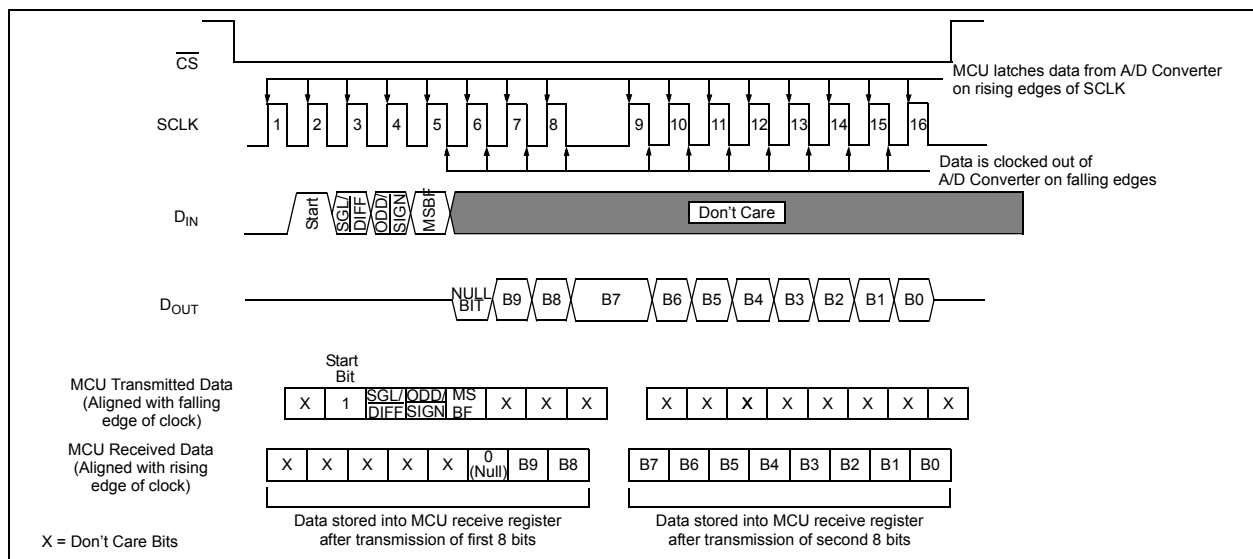 CS
MCU latches data from A/D Converter
on rising edges of SCLK
SCLK
1 2 3 4 5 6 7 8 9 10 11 12 13 14 15 16
Data is clocked out of
A/D Converter on falling edges
DIN
Start
SGL/
DIFF
ODD/
SIGN
MSBF
Don't Care
DOUT
NULL
BIT
B9 B8 B7 B6 B5 B4 B3 B2 B1 B0
Start
Bit
MCU Transmitted Data
(Aligned with falling
edge of clock)
X 1 SGL/ ODD/ MS X X X X X X X X X X X
DIFF SIGN BF
MCU Received Data
(Aligned with rising
edge of clock)
X X X X X 0 B9 B8 B7 B6 B5 B4 B3 B2 B1 B0
(Null)
Data stored into MCU receive register
after transmission of first 8 bits
Data stored into MCU receive register
after transmission of second 8 bits
X = Don't Care Bits